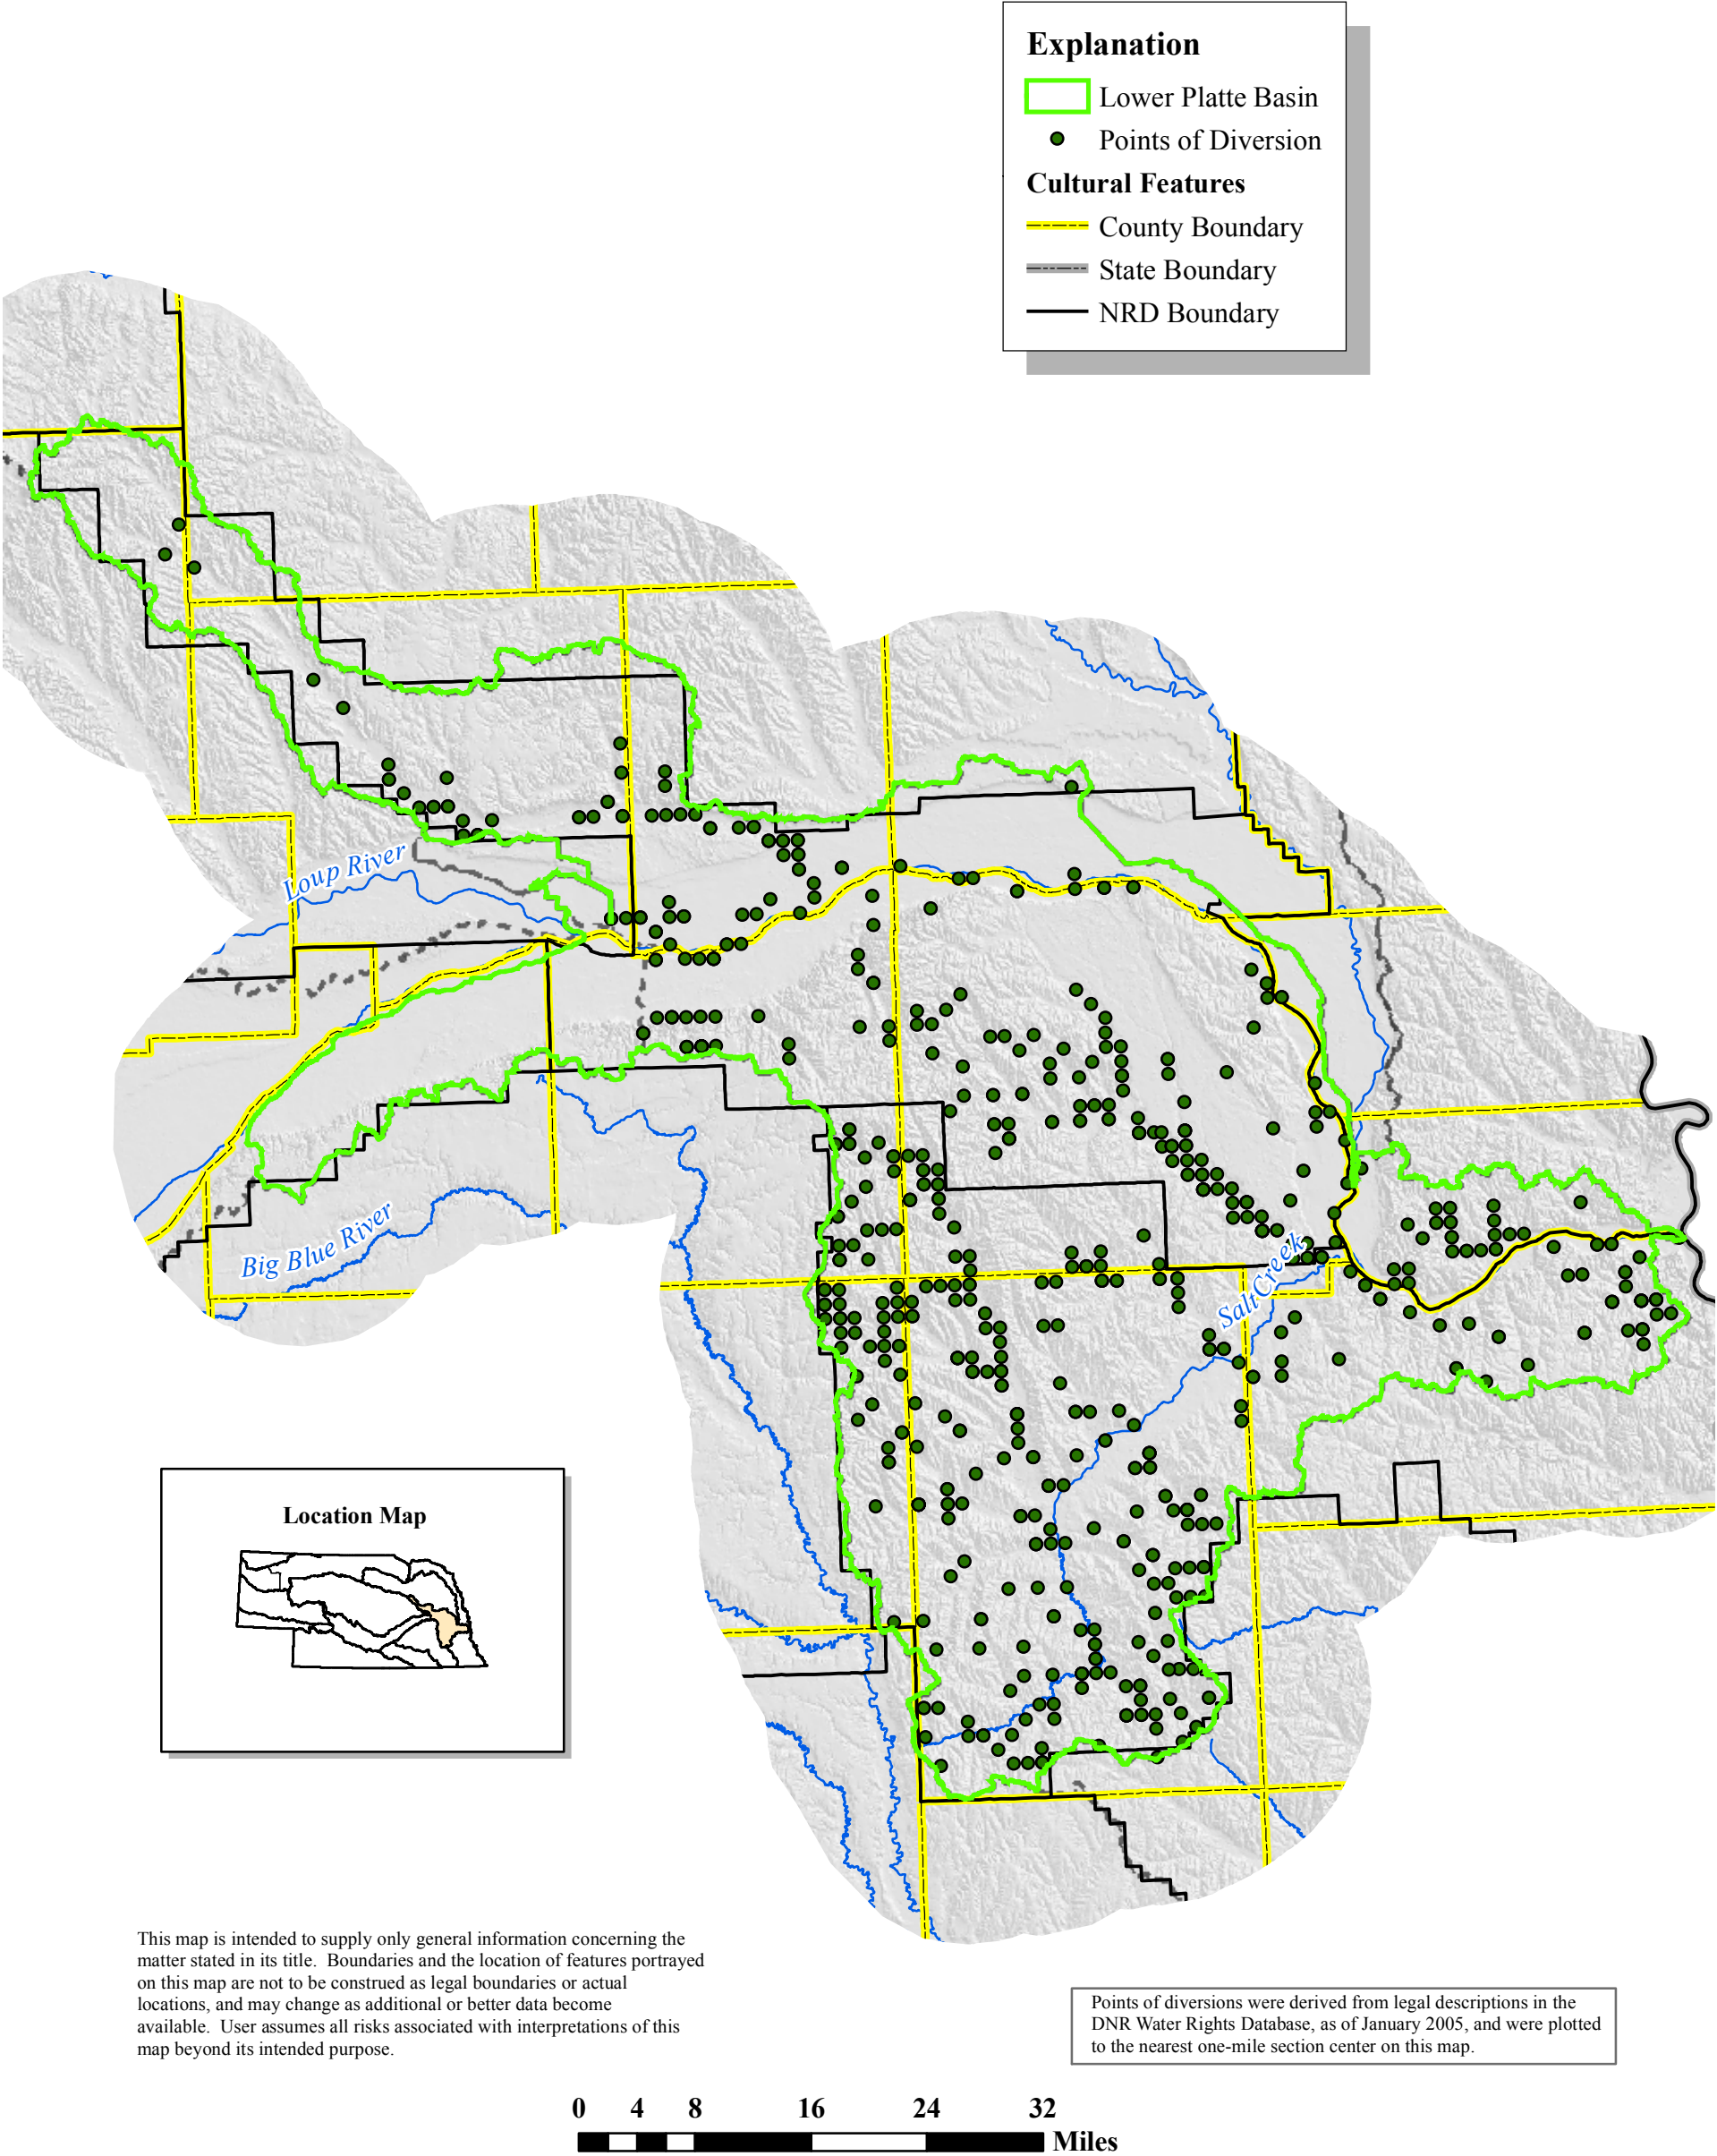 Explanation
Lower Platte Basin
Points of Diversion
Cultural Features
County Boundary
State Boundary
NRD Boundary
Loup River
Big Blue River
Salt Creek
Location Map
This map is intended to supply only general information concerning the
matter stated in its title. Boundaries and the location of features portrayed
on this map are not to be construed as legal boundaries or actual
locations, and may change as additional or better data become
available. User assumes all risks associated with interpretations of this
map beyond its intended purpose.
Points of diversions were derived from legal descriptions in the
DNR Water Rights Database, as of January 2005, and were plotted
to the nearest one-mile section center on this map.
0 4 8 16 24 32
Miles